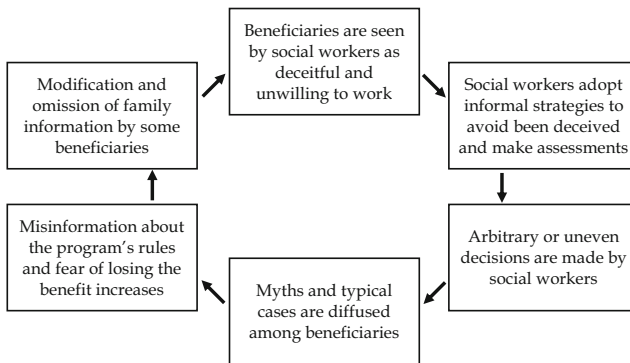 Beneficiaries are seen
by social workers as
deceitful and
unwilling to work
Social workers adopt
informal strategies to
avoid been deceived
and make assessments
Arbitrary or uneven
decisions are made by
social workers
Myths and typical
cases are diffused
among beneficiaries
Misinformation about
the program's rules
and fear of losing the
benefit increases
Modification and
omission of family
information by some
beneficiaries